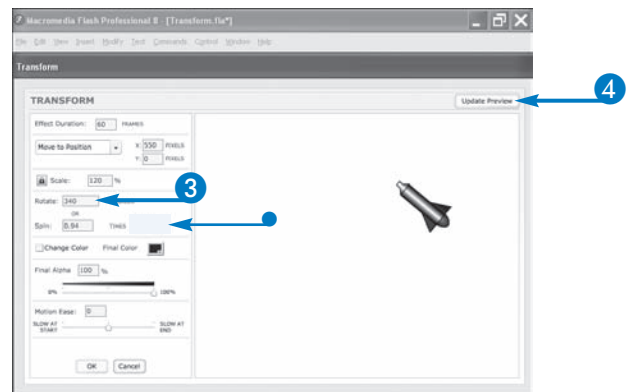 Macromedia Flash Professional 8 - [Transform.fla*]
File Edit View Insert Modify Text Commands Control Window Help
Transform
TRANSFORM
Update Preview
4
Effect Duration: 60 FRAMES
Move to Position X: 550 PIXELS
Y: 0 PIXELS
Scale: 120 %
3
Rotate: 340
OR
Spin: 0.94 TIMES
Change Color Final Color
Final Alpha 100 %
0% 100%
Motion Ease: 0
SLOW AT START SLOW AT END
OK Cancel